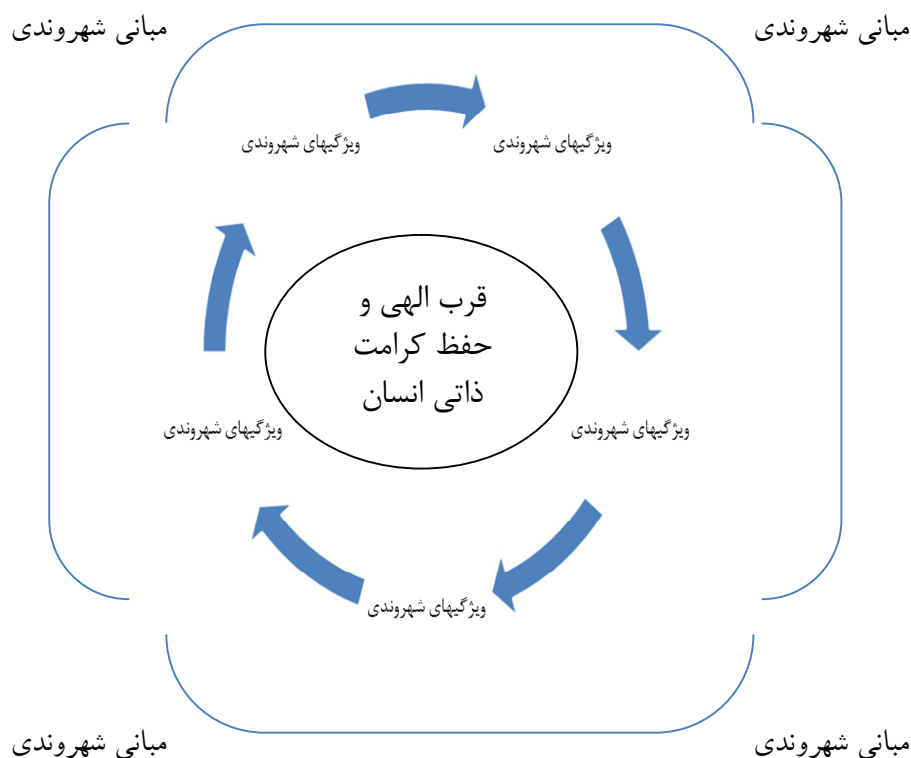 مبانی شهروندی
مبانی شهروندی
ویژگیهای شهروندی
ویژگیهای شهروندی
قرب الهی و
حفظ کرامت
ذاتی انسان
ویژگیهای شهروندی
ویژگیهای شهروندی
ویژگیهای شهروندی
مبانی شهروندی
مبانی شهروندی